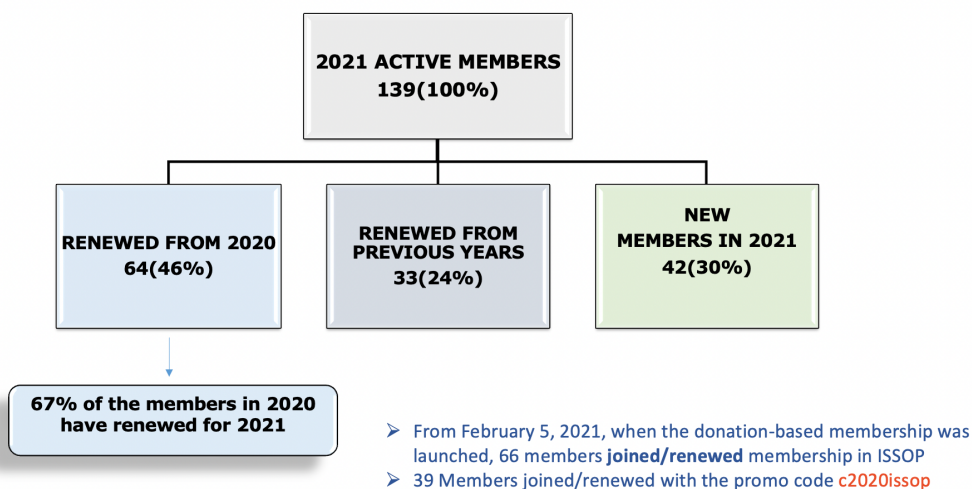 2021 ACTIVE MEMBERS
139(100%)
RENEWED FROM 2020
64(46%)
RENEWED FROM
PREVIOUS YEARS
33(24%)
NEW
MEMBERS IN 2021
42(30%)
67% of the members in 2020
have renewed for 2021
➢ From February 5, 2021, when the donation-based membership was
launched, 66 members joined/renewed membership in ISSOP
➢ 39 Members joined/renewed with the promo code c2020issop